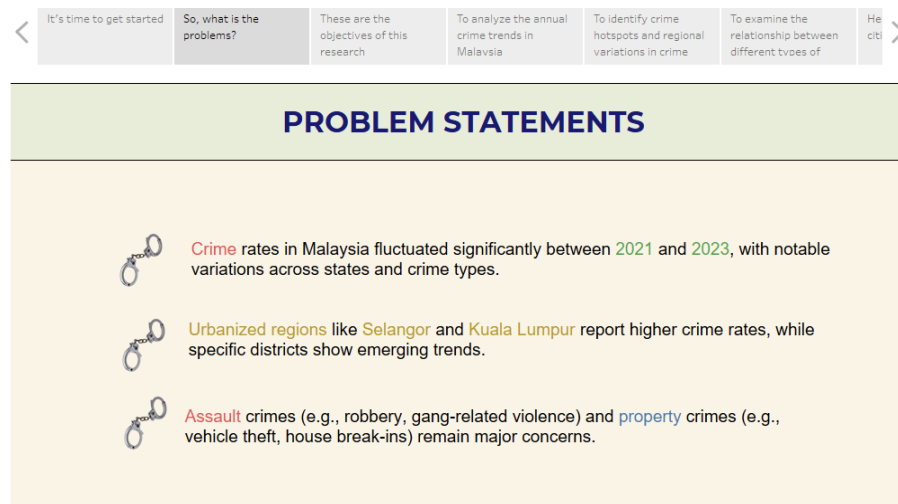 It's time to get started
So, what is the
problems?
These are the
objectives of this
research
To analyze the annual
crime trends in
Malaysia
To identify crime
hotspots and regional
variations in crime
To examine the
relationship between
different types of
He
citi
PROBLEM STATEMENTS
Crime rates in Malaysia fluctuated significantly between 2021 and 2023, with notable
variations across states and crime types.
Urbanized regions like Selangor and Kuala Lumpur report higher crime rates, while
specific districts show emerging trends.
Assault crimes (e.g., robbery, gang-related violence) and property crimes (e.g.,
vehicle theft, house break-ins) remain major concerns.